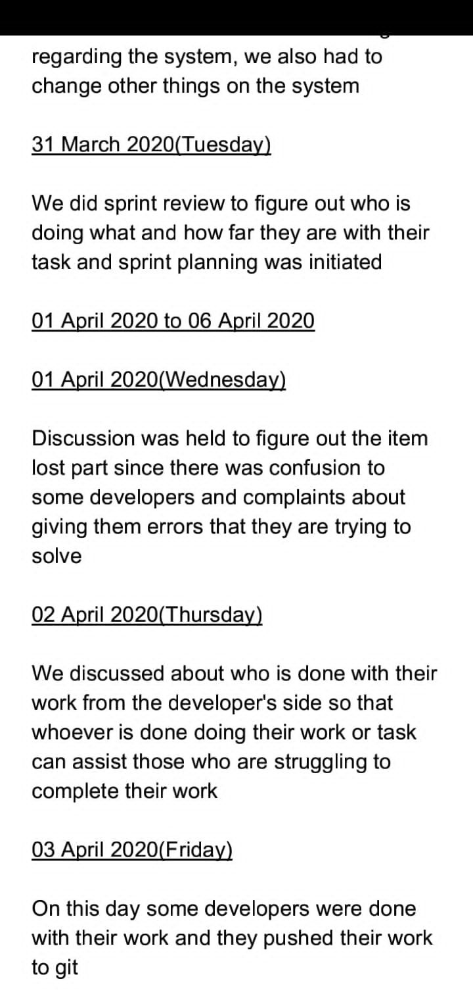 regarding the system, we also had to
change other things on the system
31 March 2020(Tuesday)
We did sprint review to figure out who is
doing what and how far they are with their
task and sprint planning was initiated
01 April 2020 to 06 April 2020
01 April 2020(Wednesday)
Discussion was held to figure out the item
lost part since there was confusion to
some developers and complaints about
giving them errors that they are trying to
solve
02 April 2020(Thursday)
We discussed about who is done with their
work from the developer's side so that
whoever is done doing their work or task
can assist those who are struggling to
complete their work
03 April 2020(Friday)
On this day some developers were done
with their work and they pushed their work
to git